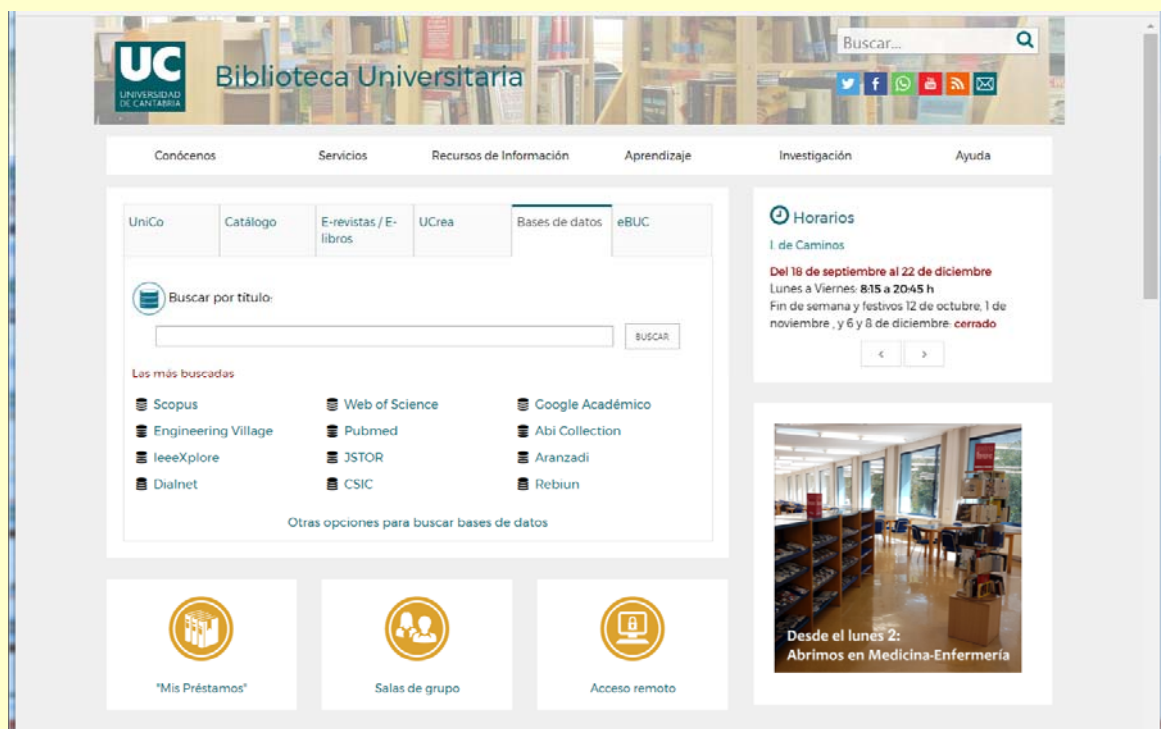 UC
UNIVERSIDAD
DE CANTABRIA
Biblioteca Universitaria
Buscar...
Conócenos
Servicios
Recursos de Información
Aprendizaje
Investigación
Ayuda
UniCo
Catálogo
E-revistas / E-
libros
UCrea
Bases de datos
eBUC
Buscar por título:
BUSCAR
Las más buscadas
Scopus
Web of Science
Google Académico
Engineering Village
Pubmed
Abi Collection
IeeeXplore
JSTOR
Aranzadi
Dialnet
CSIC
Rebiun
Otras opciones para buscar bases de datos
"Mis Préstamos"
Salas de grupo
Acceso remoto
Horarios
I. de Caminos
Del 18 de septiembre al 22 de diciembre
Lunes a Viernes: 8:15 a 20:45 h
Fin de semana y festivos 12 de octubre, 1 de
noviembre , y 6 y 8 de diciembre: cerrado
Desde el lunes 2:
Abrimos en Medicina-Enfermería